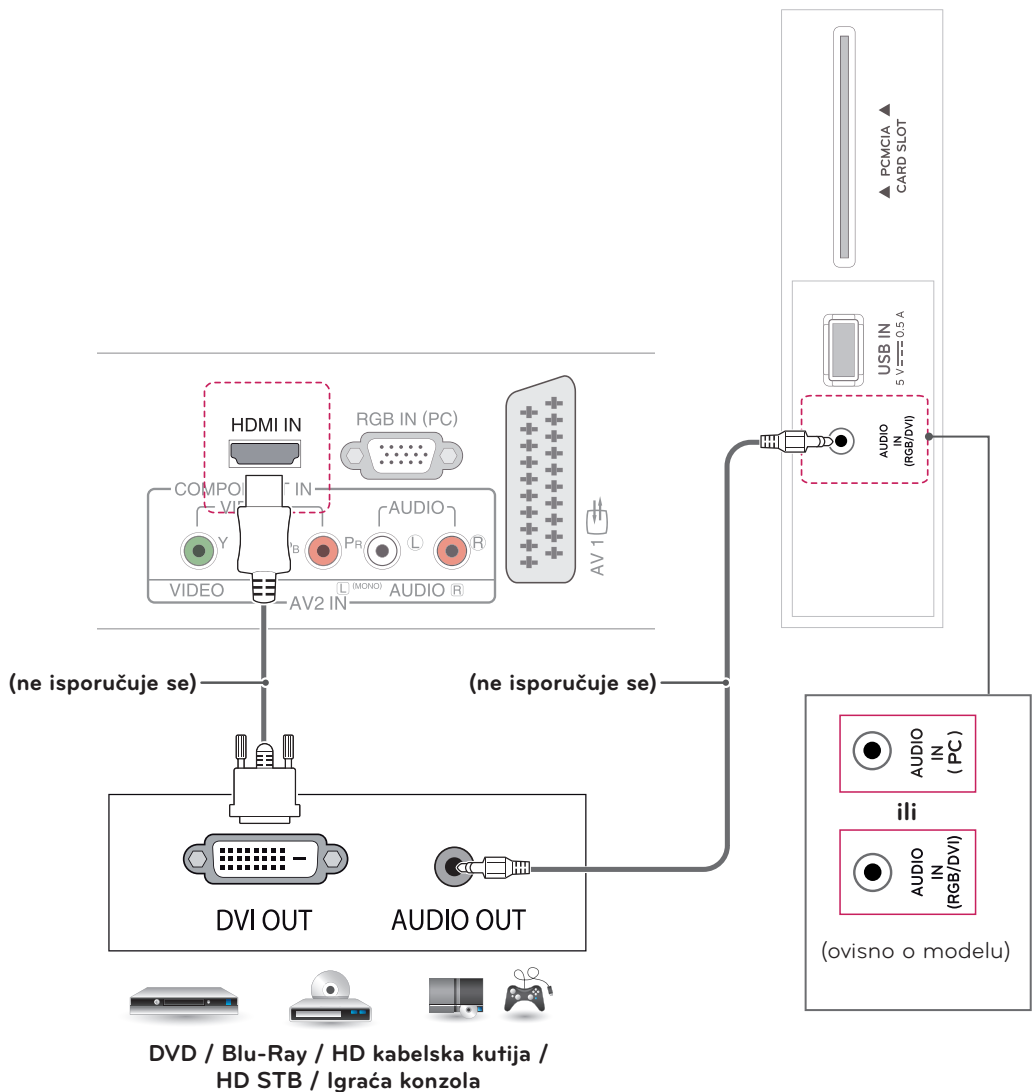 ▲ PCMCIA ▲
CARD SLOT
USB IN
5 V 0.5 A
AUDIO
IN
(RGB/DVI)
HDMI IN
RGB IN (PC)
COMPONENT IN
AUDIO
Y
B
PR
L
R
VIDEO
L (MONO) AUDIO R
AV2 IN
AV 1
(ne isporučuje se)
(ne isporučuje se)
AUDIO
IN
(PC)
ili
AUDIO
IN
(RGB/DVI)
(ovisno o modelu)
DVI OUT
AUDIO OUT
DVD / Blu-Ray / HD kabelska kutija /
HD STB / Igraća konzola